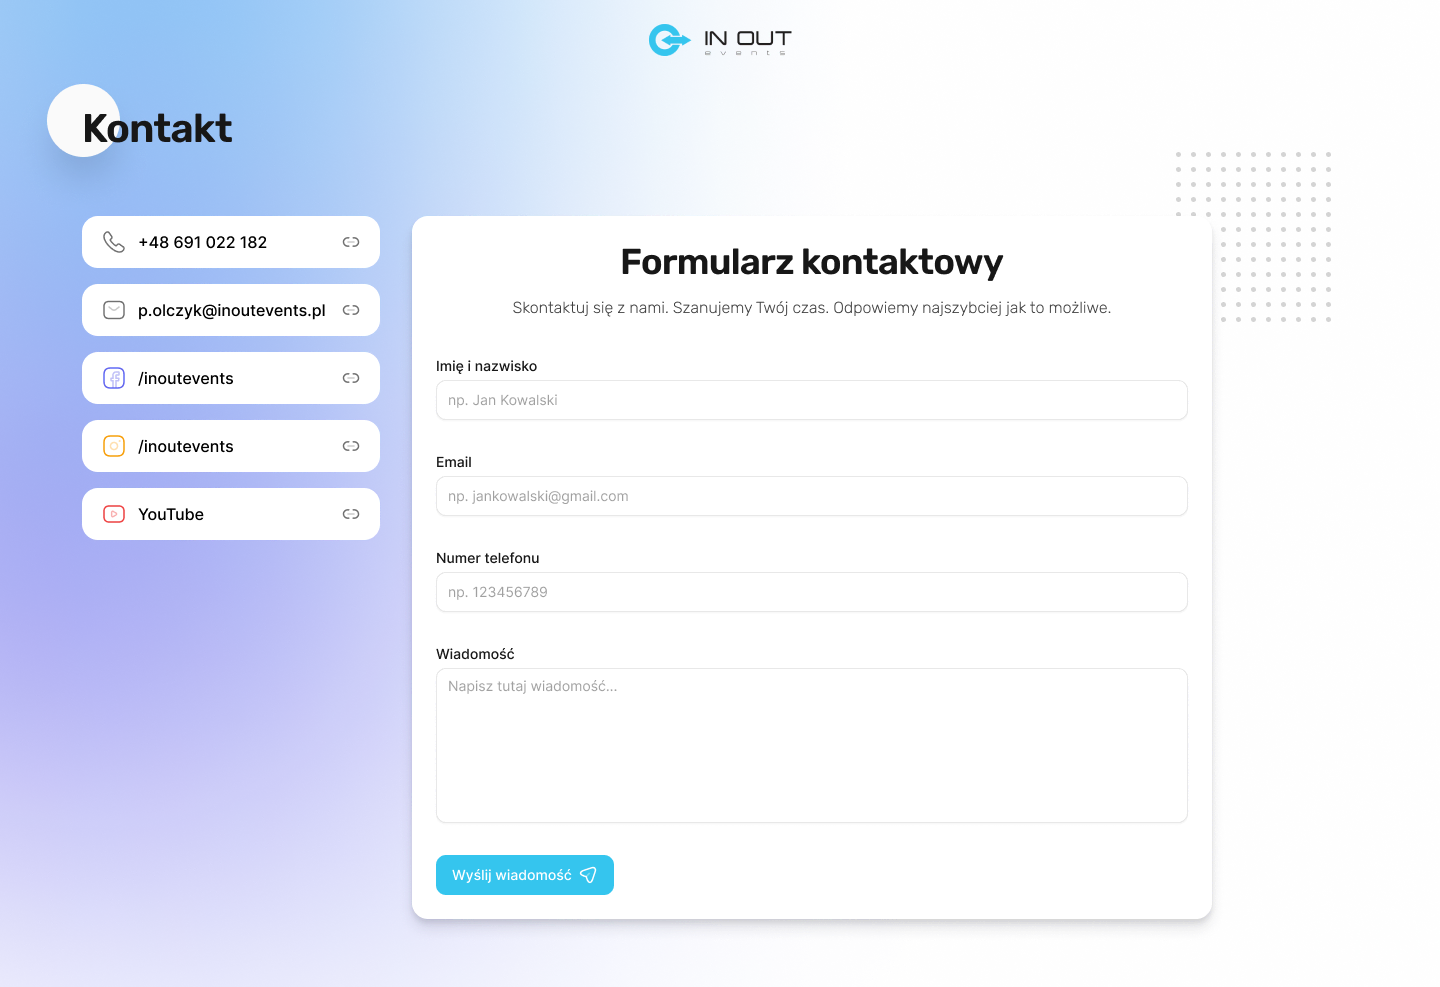 IN OUT
events
Kontakt
+48 691 022 182
p.olczyk@inoutevents.pl
/inoutevents
/inoutevents
YouTube
Formularz kontaktowy
Skontaktuj się z nami. Szanujemy Twój czas. Odpowiemy najszybciej jak to możliwe.
Imię i nazwisko
np. Jan Kowalski
Email
np. jankowalski@gmail.com
Numer telefonu
np. 123456789
Wiadomość
Napisz tutaj wiadomość...
Wyślij wiadomość